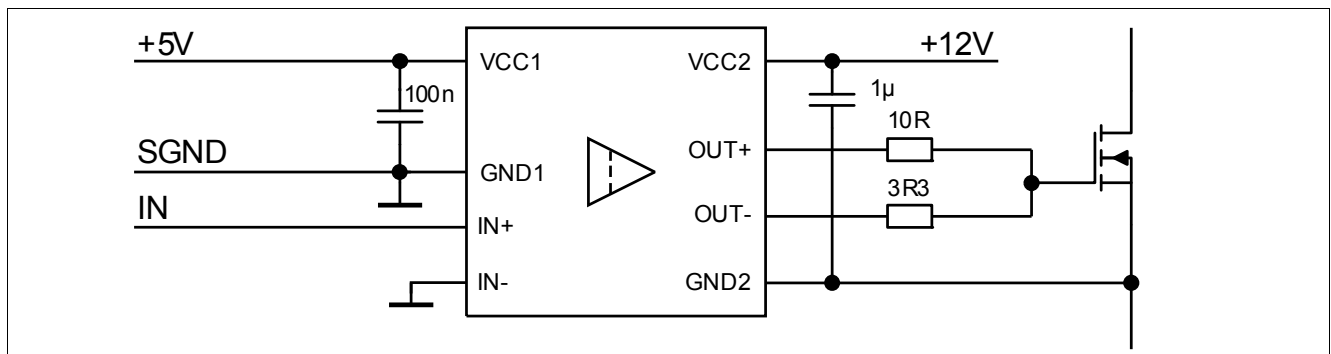 +5V
100n
SGND
IN
VCC1
GND1
IN+
IN-
VCC2
OUT+
OUT-
GND2
+12V
1µ
10R
3R3